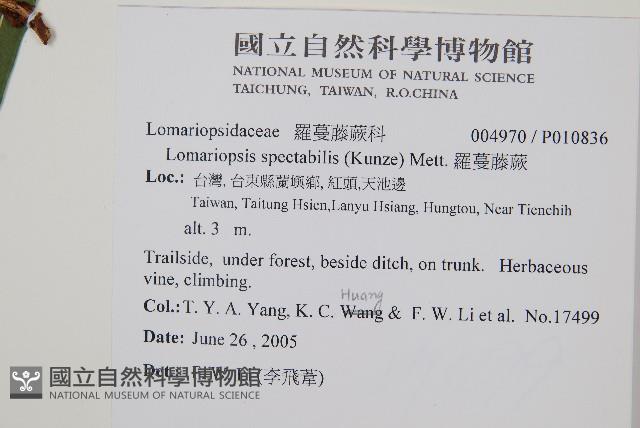 國立自然科學博物館
NATIONAL MUSEUM OF NATURAL SCIENCE
TAICHUNG, TAIWAN, R.O.CHINA
Lomariopsidaceae 羅蔓藤蕨科 004970 / P010836
Lomariopsis spectabilis (Kunze) Mett. 羅蔓藤蕨
Loc.: 台灣, 台東縣蘭嶼鄉, 紅頭,天池邊
Taiwan, Taitung Hsien,Lanyu Hsiang, Hungtou, Near Tienchih
alt. 3 m.
Trailside, under forest, beside ditch, on trunk. Herbaceous
vine, climbing.
Huang
Col.:T. Y. A. Yang, K. C. Wang & F. W. Li et al. No.17499
Date: June 26 , 2005
Det. (李飛葦)
國立自然科學博物館
NATIONAL MUSEUM OF NATURAL SCIENCE